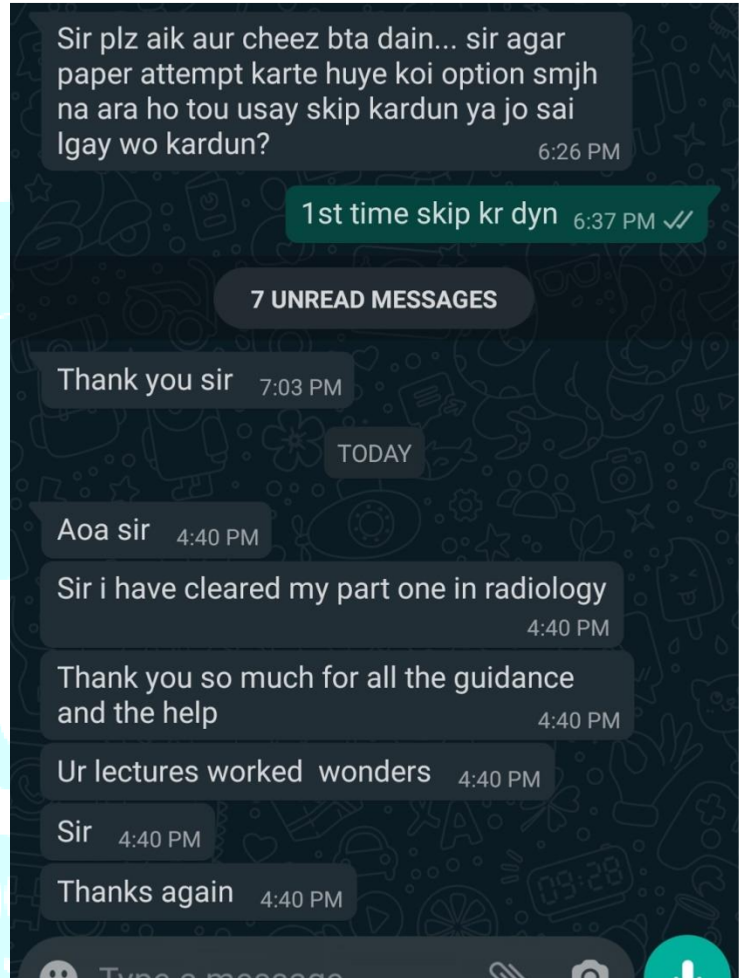 Sir plz aik aur cheez bta dain... sir agar
paper attempt karte huye koi option smjh
na ara ho tou usay skip kardun ya jo sai
lgay wo kardun?
6:26 PM
1st time skip kr dyn 6:37 PM
7 UNREAD MESSAGES
Thank you sir 7:03 PM
TODAY
Aoa sir 4:40 PM
Sir i have cleared my part one in radiology
4:40 PM
Thank you so much for all the guidance
and the help 4:40 PM
Ur lectures worked wonders 4:40 PM
Sir 4:40 PM
Thanks again 4:40 PM
Type a message